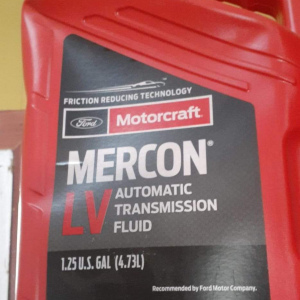 FRICTION REDUCING TECHNOLOGY
Ford Motorcraft®
MERCON®
LV AUTOMATIC
TRANSMISSION
FLUID
1.25 U.S. GAL (4.73L)
Recommended by Ford Motor Company.